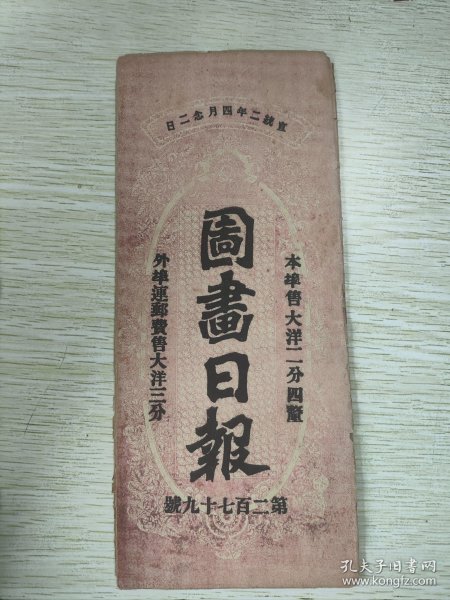 宣統二年四月念二日
本埠售大洋二分四釐
圖畫日報
外埠連郵費售大洋三分
第二百七十九號
孔夫子旧书网
www.kongfz.com